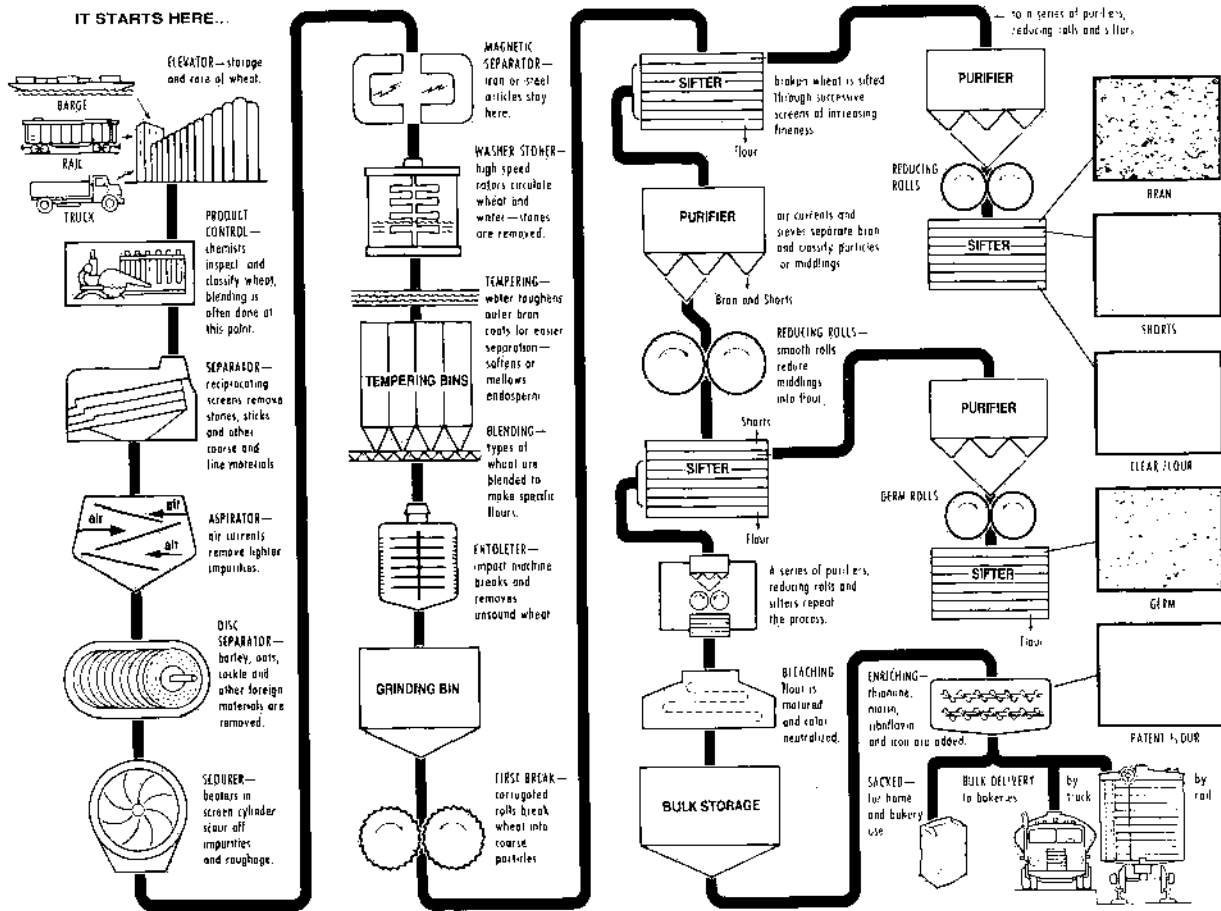 IT STARTS HERE...
ELEVATOR—storage
and care of wheat.
BARGE
RAIL
TRUCK
PRODUCT
CONTROL—
chemists
inspect and
classify wheat,
blending is
often done at
this point.
SEPARATOR—
reciprocating
screens remove
stones, sticks
and other
coarse and
fine materials
air
air
air
ASPIRATOR—
air currents
remove lighter
impurities.
DISC
SEPARATOR—
barley, oats,
cockle and
other foreign
materials are
removed.
SCOURER—
beaters in
screen cylinder
scour off
impurities
and roughage.
MAGNETIC
SEPARATOR—
iron or steel
articles stay
here.
WASHER STONER—
high speed
rotors circulate
wheat and
water—stones
are removed.
TEMPERING—
water toughens
outer bran
coats for easier
separation—
softens or
mellows
endosperm
TEMPERING BINS
BLENDING—
types of
wheat are
blended to
make specific
flours.
ENTOLETER—
impact machine
breaks and
removes
unsound wheat
GRINDING BIN
FIRST BREAK—
corrugated
rolls break
wheat into
coarse
particles
SIFTER
broken wheat is sifted
through successive
screens of increasing
fineness
Flour
PURIFIER
air currents and
sieves separate bran
and classify particles
or middlings
Bran and Shorts
REDUCING ROLLS—
smooth rolls
reduce
middlings
into flour.
Shorts
SIFTER
Flour
A series of purifiers,
reducing rolls and
sifters repeat
the process.
BLEACHING
flour is
matured
and color
neutralized.
BULK STORAGE
to a series of purifiers,
reducing rolls and sifters
PURIFIER
REDUCING
ROLLS
SIFTER
BRAN
SHORTS
CLEAR FLOUR
PURIFIER
GERM ROLLS
SIFTER
Flour
GERM
ENRICHING—
thiamine,
niacin,
riboflavin
and iron are added.
PATENT FLOUR
SACKED—
for home
and bakery
use
BULK DELIVERY
to bakeries
by
truck
by
rail